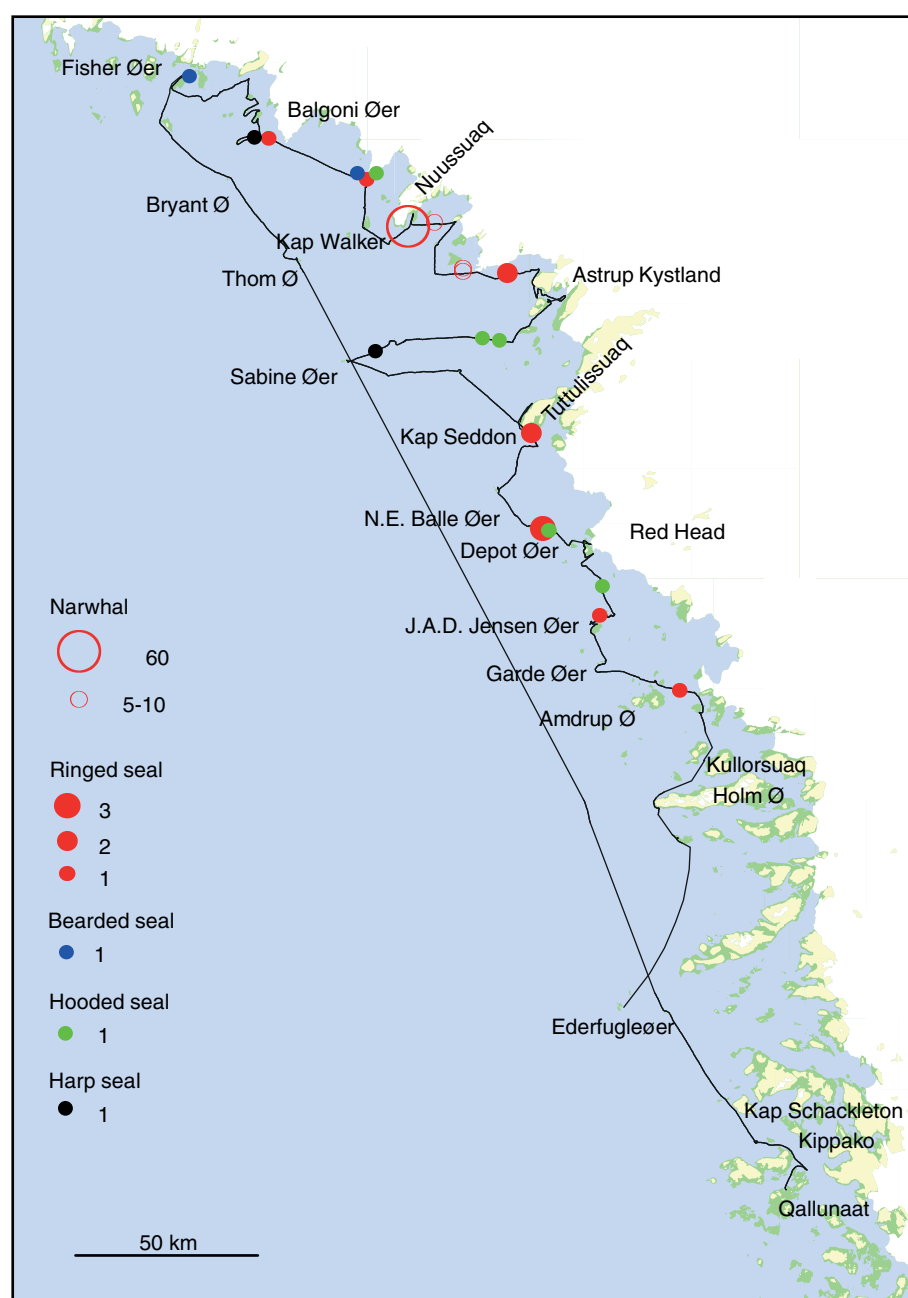 Fisher Øer
Balgoni Øer
Nuussuaq
Bryant Ø
Kap Walker
Thom Ø
Astrup Kystland
Sabine Øer
Tuttulissuaq
Kap Seddon
N.E. Balle Øer
Red Head
Depot Øer
J.A.D. Jensen Øer
Garde Øer
Amdrup Ø
Kullorsuaq
Holm Ø
Ederfugleøer
Kap Schackleton
Kippako
Qallunaat
Narwhal
60
5-10
Ringed seal
3
2
1
Bearded seal
1
Hooded seal
1
Harp seal
1
50 km